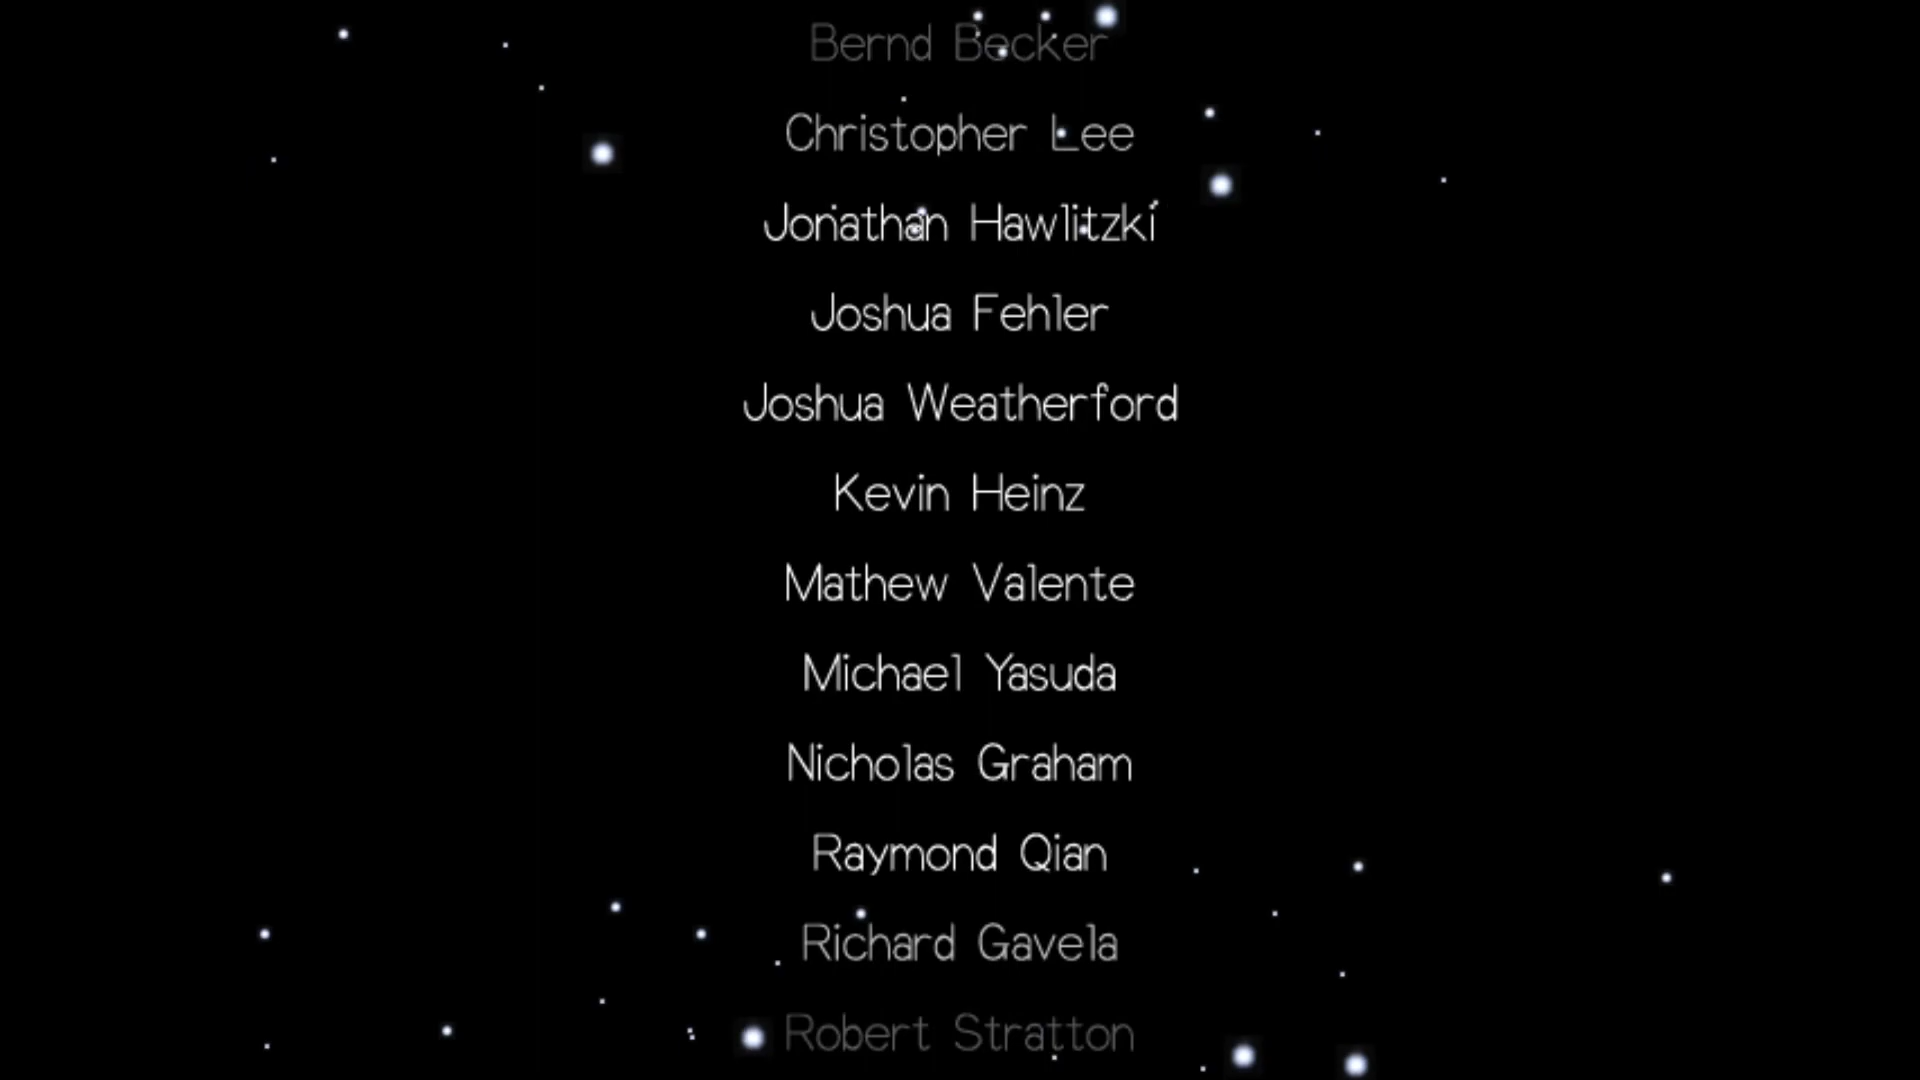 Bernd Becker
Christopher Lee
Jonathan Hawlitzki
Joshua Fehler
Joshua Weatherford
Kevin Heinz
Mathew Valente
Michael Yasuda
Nicholas Graham
Raymond Qian
Richard Gavela
Robert Stratton